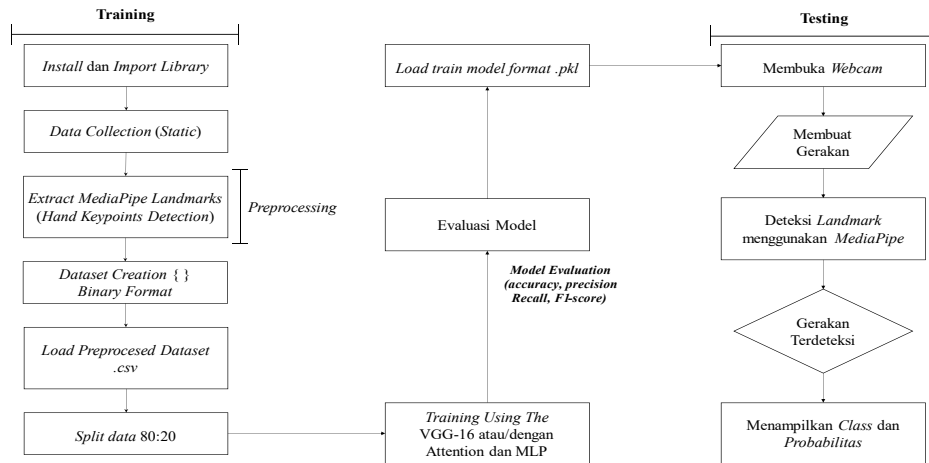 Training
Install dan Import Library
Data Collection (Static)
Extract MediaPipe Landmarks
(Hand Keypoints Detection)
Preprocessing
Dataset Creation { }
Binary Format
Load Preprocesed Dataset
.csv
Split data 80:20
Training Using The
VGG-16 atau/dengan
Attention dan MLP
Model Evaluation
(accuracy, precision
Recall, F1-score)
Evaluasi Model
Load train model format .pkl
Testing
Membuka Webcam
Membuat
Gerakan
Deteksi Landmark
menggunakan MediaPipe
Gerakan
Terdeteksi
Menampilkan Class dan
Probabilitas